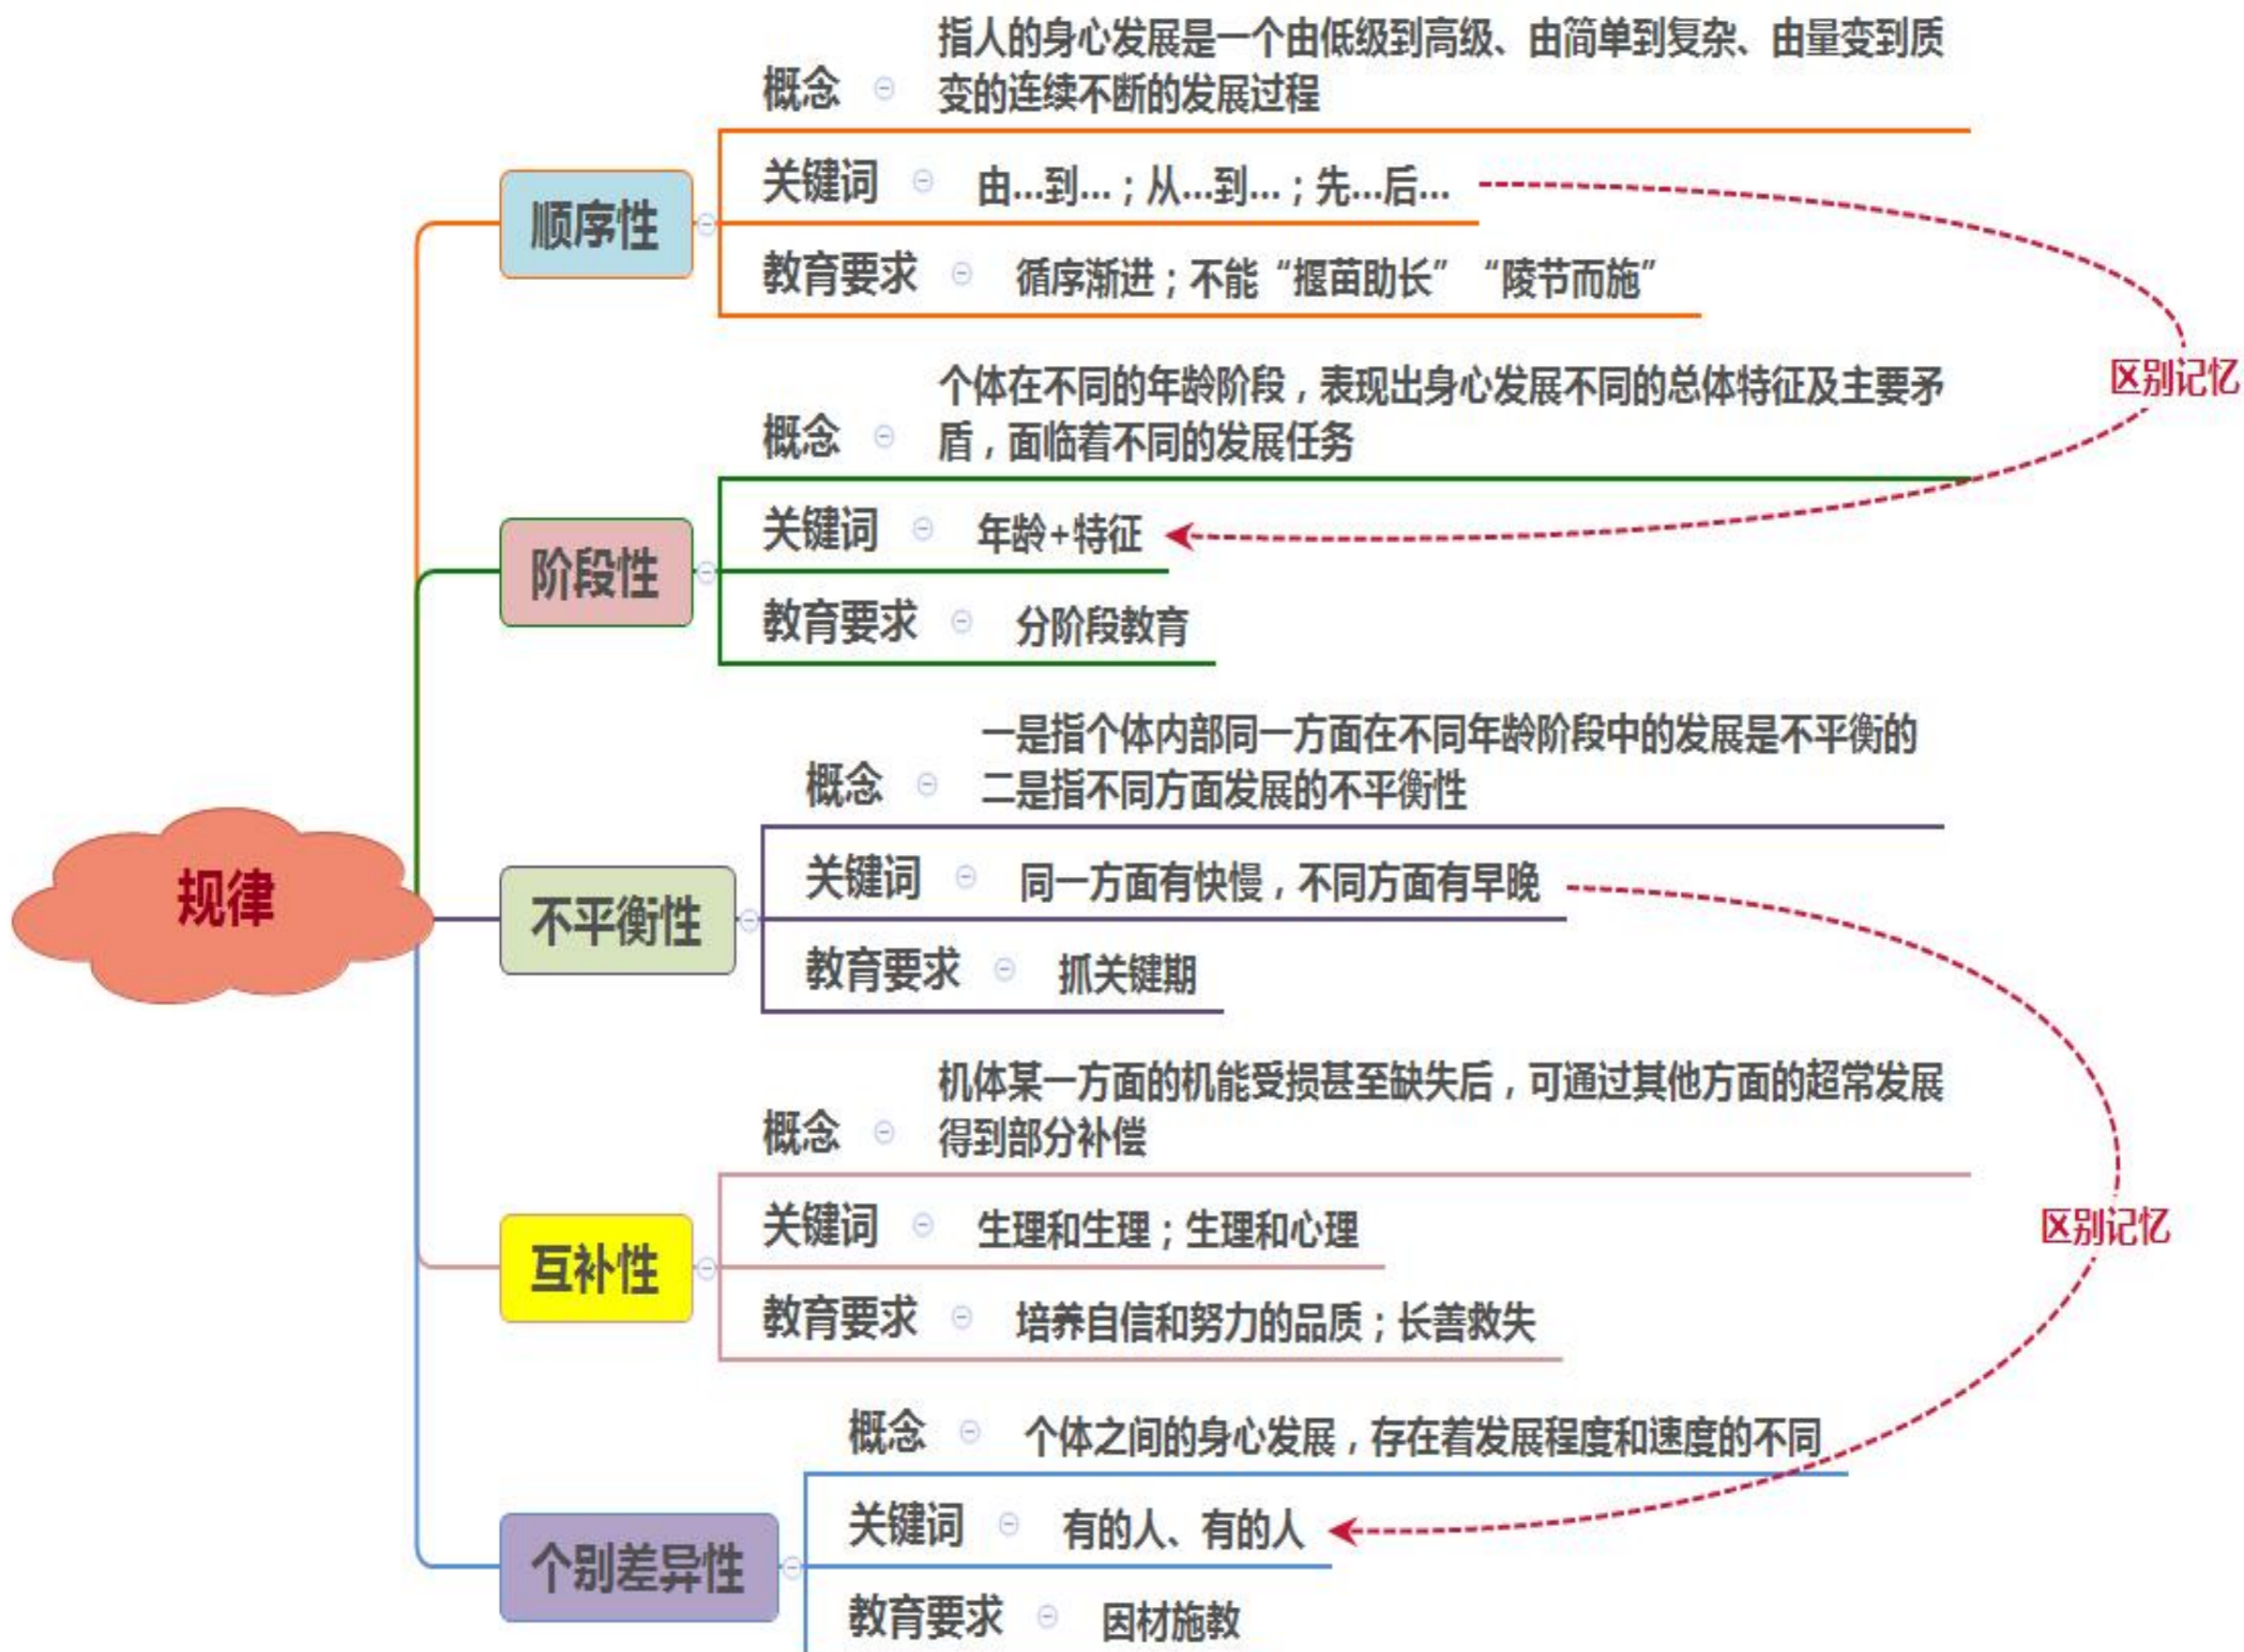 规律
顺序性
概念
指人的身心发展是一个由低级到高级、由简单到复杂、由量变到质
变的连续不断的发展过程
关键词
由...到...；从...到...；先...后...
教育要求
循序渐进；不能“揠苗助长”“陵节而施”
区别记忆
阶段性
概念
个体在不同的年龄阶段，表现出身心发展不同的总体特征及主要矛
盾，面临着不同的发展任务
关键词
年龄+特征
教育要求
分阶段教育
不平衡性
概念
一是指个体内部同一方面在不同年龄阶段中的发展是不平衡的
二是指不同方面发展的不平衡性
关键词
同一方面有快慢，不同方面有早晚
教育要求
抓关键期
互补性
概念
机体某一方面的机能受损甚至缺失后，可通过其他方面的超常发展
得到部分补偿
关键词
生理和生理；生理和心理
区别记忆
教育要求
培养自信和努力的品质；长善救失
个别差异性
概念
个体之间的身心发展，存在着发展程度和速度的不同
关键词
有的人、有的人
教育要求
因材施教